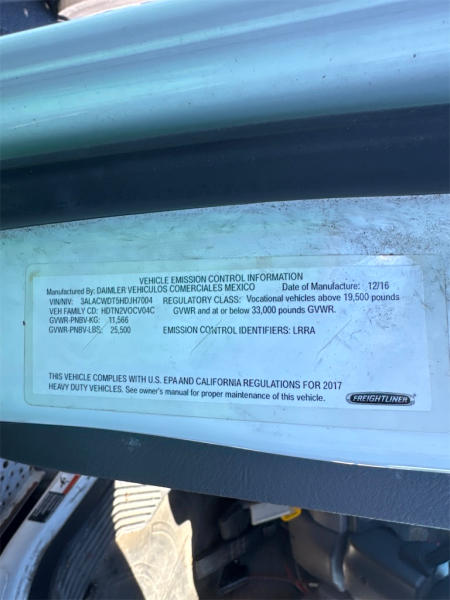 VEHICLE EMISSION CONTROL INFORMATION
Manufactured By: DAIMLER VEHICULOS COMERCIALES MEXICO Date of Manufacture: 12/16
VIN/NIV: 3ALACWDT5HDJH7004 REGULATORY CLASS: Vocational vehicles above 19,500 pounds
VEH FAMILY CD: HDTN2VOCV04C GVWR and at or below 33,000 pounds GVWR.
GVWR-PNBV-KG: 11,566
GVWR-PNBV-LBS: 25,500 EMISSION CONTROL IDENTIFIERS: LRRA
THIS VEHICLE COMPLIES WITH U.S. EPA AND CALIFORNIA REGULATIONS FOR 2017
HEAVY DUTY VEHICLES. See owner's manual for proper maintenance of this vehicle.
FREIGHTLINER